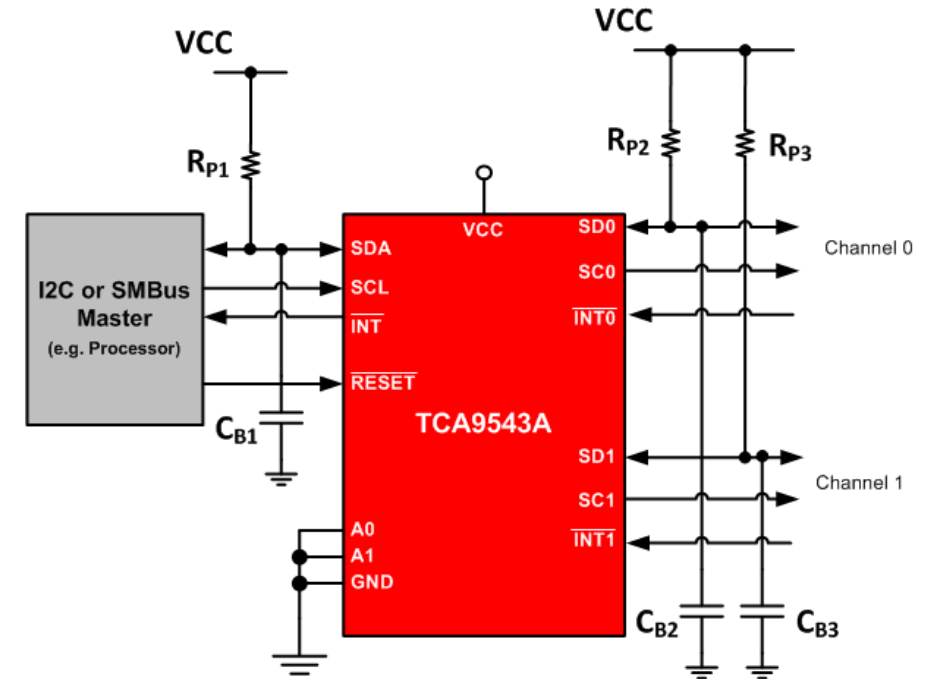 VCC
VCC
RP1
RP2
RP3
I2C or SMBus
Master
(e.g. Processor)
VCC
SDA
SCL
INT
RESET
TCA9543A
SD0
SC0
INT0
Channel 0
CB1
SD1
SC1
INT1
Channel 1
A0
A1
GND
CB2
CB3